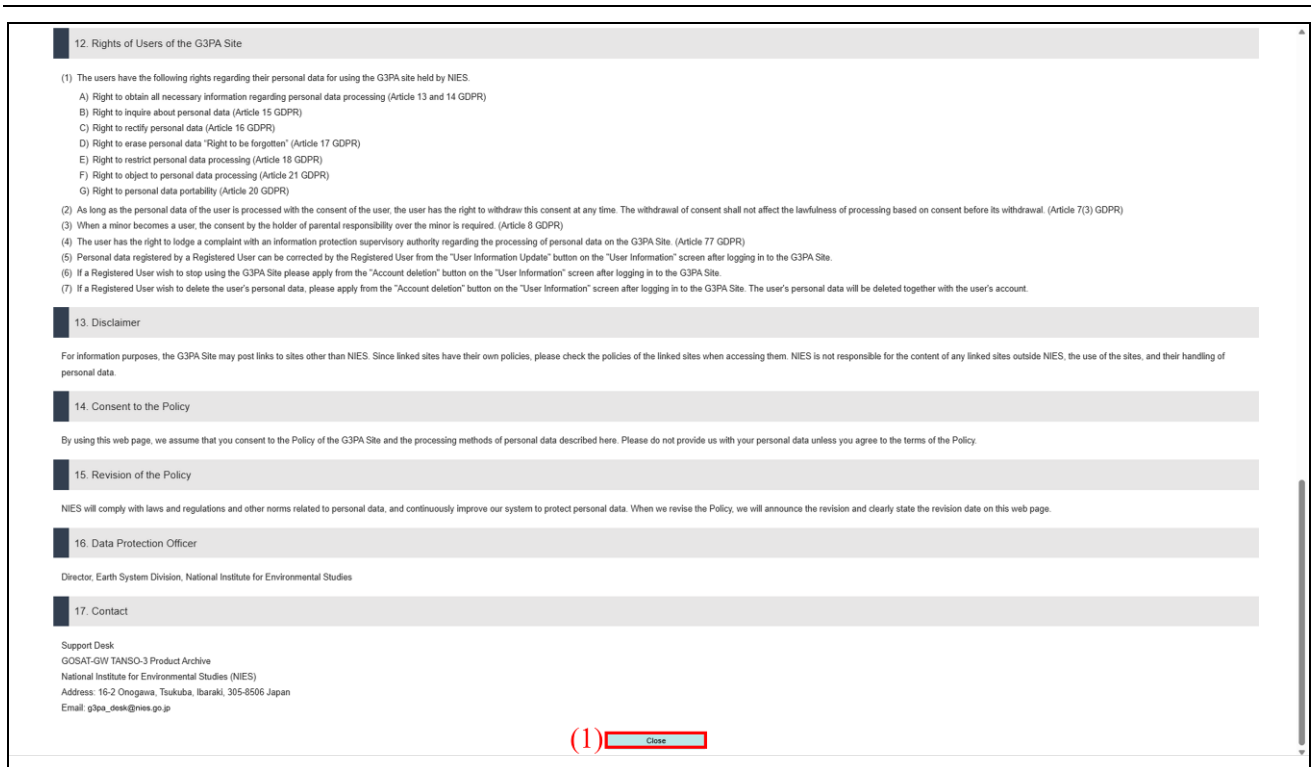 12. Rights of Users of the G3PA Site
(1) The users have the following rights regarding their personal data for using the G3PA site held by NIES.
A) Right to obtain all necessary information regarding personal data processing (Article 13 and 14 GDPR)
B) Right to inquire about personal data (Article 15 GDPR)
C) Right to rectify personal data (Article 16 GDPR)
D) Right to erase personal data "Right to be forgotten" (Article 17 GDPR)
E) Right to restrict personal data processing (Article 18 GDPR)
F) Right to object to personal data processing (Article 21 GDPR)
G) Right to personal data portability (Article 20 GDPR)
(2) As long as the personal data of the user is processed with the consent of the user, the user has the right to withdraw this consent at any time. The withdrawal of consent shall not affect the lawfulness of processing based on consent before its withdrawal. (Article 7(3) GDPR)
(3) When a minor becomes a user, the consent by the holder of parental responsibility over the minor is required. (Article 8 GDPR)
(4) The user has the right to lodge a complaint with an information protection supervisory authority regarding the processing of personal data on the G3PA Site. (Article 77 GDPR)
(5) Personal data registered by a Registered User can be corrected by the Registered User from the "User Information Update" button on the "User Information" screen after logging in to the G3PA Site.
(6) If a Registered User wish to stop using the G3PA Site please apply from the "Account deletion" button on the "User Information" screen after logging in to the G3PA Site.
(7) If a Registered User wish to delete the user's personal data, please apply from the "Account deletion" button on the "User Information" screen after logging in to the G3PA Site. The user's personal data will be deleted together with the user's account.
13. Disclaimer
For information purposes, the G3PA Site may post links to sites other than NIES. Since linked sites have their own policies, please check the policies of the linked sites when accessing them. NIES is not responsible for the content of any linked sites outside NIES, the use of the sites, and their handling of
personal data.
14. Consent to the Policy
By using this web page, we assume that you consent to the Policy of the G3PA Site and the processing methods of personal data described here. Please do not provide us with your personal data unless you agree to the terms of the Policy.
15. Revision of the Policy
NIES will comply with laws and regulations and other norms related to personal data, and continuously improve our system to protect personal data. When we revise the Policy, we will announce the revision and clearly state the revision date on this web page.
16. Data Protection Officer
Director, Earth System Division, National Institute for Environmental Studies
17. Contact
Support Desk
GOSAT-GW TANSO-3 Product Archive
National Institute for Environmental Studies (NIES)
Address: 16-2 Onogawa, Tsukuba, Ibaraki, 305-8506 Japan
Email: g3pa_desk@nies.go.jp
(1) Close